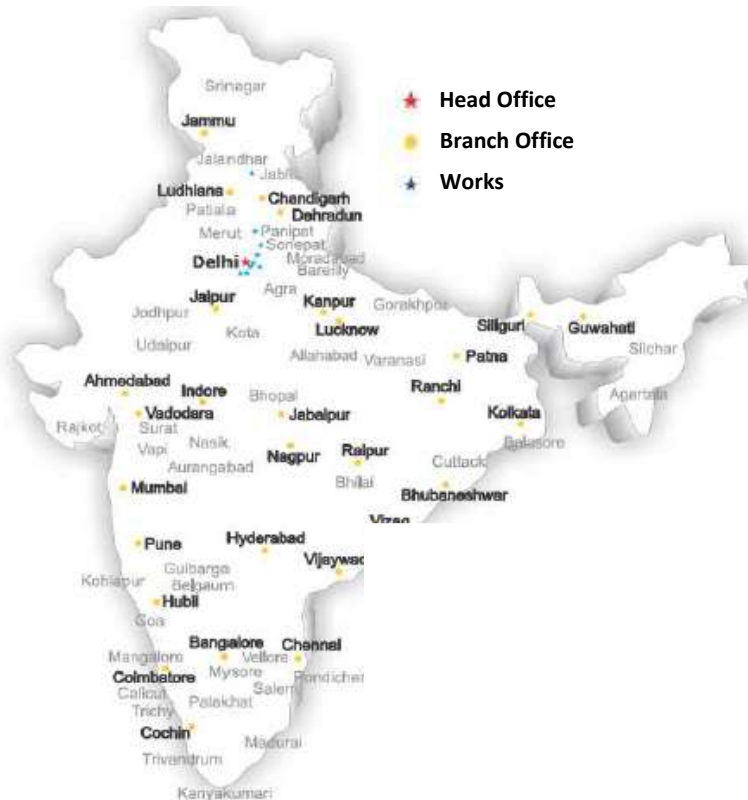 Srinagar
Head Office
Jammu
Branch Office
Jalandhar
Works
Ludhiana
Chandigarh
Patiala
Dehradun
Merut
Panipat
Sonepat
Delhi
Moradabad
Bareilly
Agra
Jaipur
Kanpur
Gorakhpur
Jodhpur
Kota
Lucknow
Siliguri
Guwahati
Udaipur
Allahabad
Varanasi
Patna
Silchar
Ahmedabad
Indore
Bhopal
Ranchi
Agartala
Vadodara
Jabalpur
Kolkata
Rajkot
Surat
Nasik
Balasore
Vapi
Nagpur
Raipur
Aurangabad
Cuttack
Bhilai
Mumbai
Bhubaneshwar
Vizag
Pune
Hyderabad
Vijaywad
Gulbarga
Kohlapur
Belgaum
Hubli
Goa
Bangalore
Chennai
Mangalore
Vellore
Coimbatore
Mysore
Pondicher
Calicut
Salem
Trichy
Palakhat
Cochin
Madurai
Trivandrum
Kanyakumari